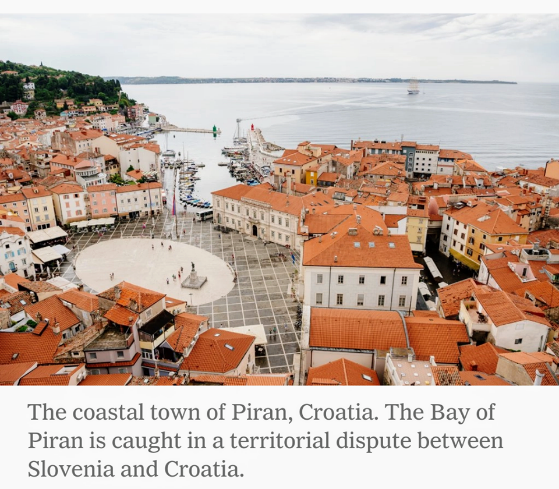 The coastal town of Piran, Croatia. The Bay of
Piran is caught in a territorial dispute between
Slovenia and Croatia.